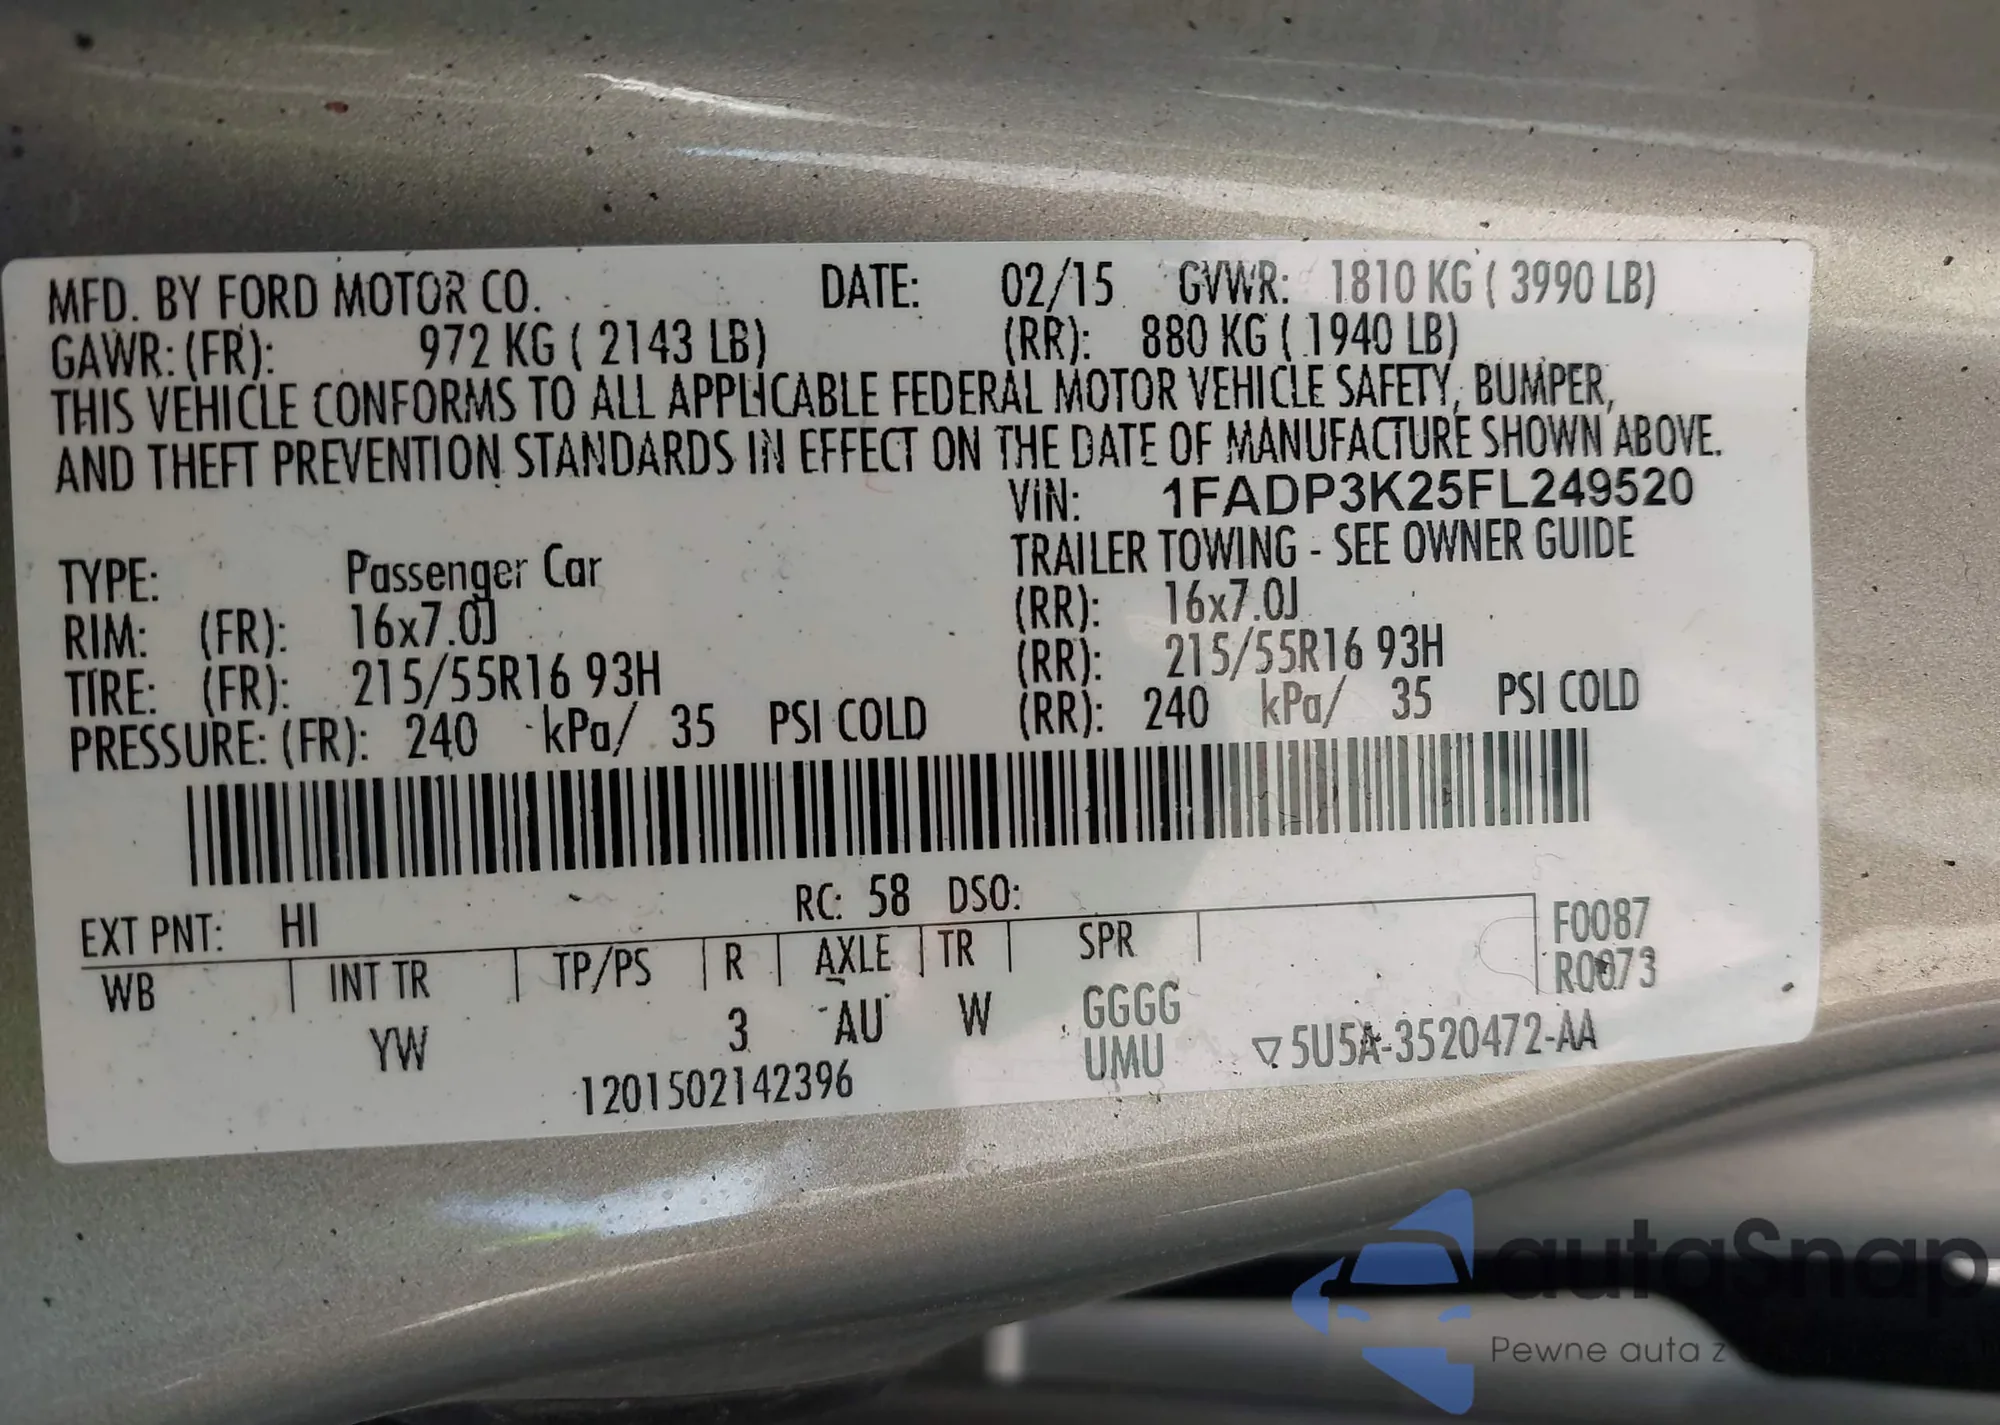 MFD. BY FORD MOTOR CO. DATE: 02/15 GVWR: 1810 KG ( 3990 LB)
GAWR: (FR): 972 KG ( 2143 LB) (RR): 880 KG ( 1940 LB)
THIS VEHICLE CONFORMS TO ALL APPLICABLE FEDERAL MOTOR VEHICLE SAFETY, BUMPER,
AND THEFT PREVENTION STANDARDS IN EFFECT ON THE DATE OF MANUFACTURE SHOWN ABOVE.
VIN: 1FADP3K25FL249520
TYPE: Passenger Car TRAILER TOWING - SEE OWNER GUIDE
RIM: (FR): 16x7.0J (RR): 16x7.0J
TIRE: (FR): 215/55R16 93H (RR): 215/55R16 93H
PRESSURE: (FR): 240 kPa/ 35 PSI COLD (RR): 240 kPa/ 35 PSI COLD
EXT PNT: HI RC: 58 DSO:
WB INT TR TP/PS R AXLE TR SPR F0087
R0073
YW 3 AU W GGGG
UMU ▽5U5A-3520472-AA
1201502142396
autaSnap
Pewne auta z